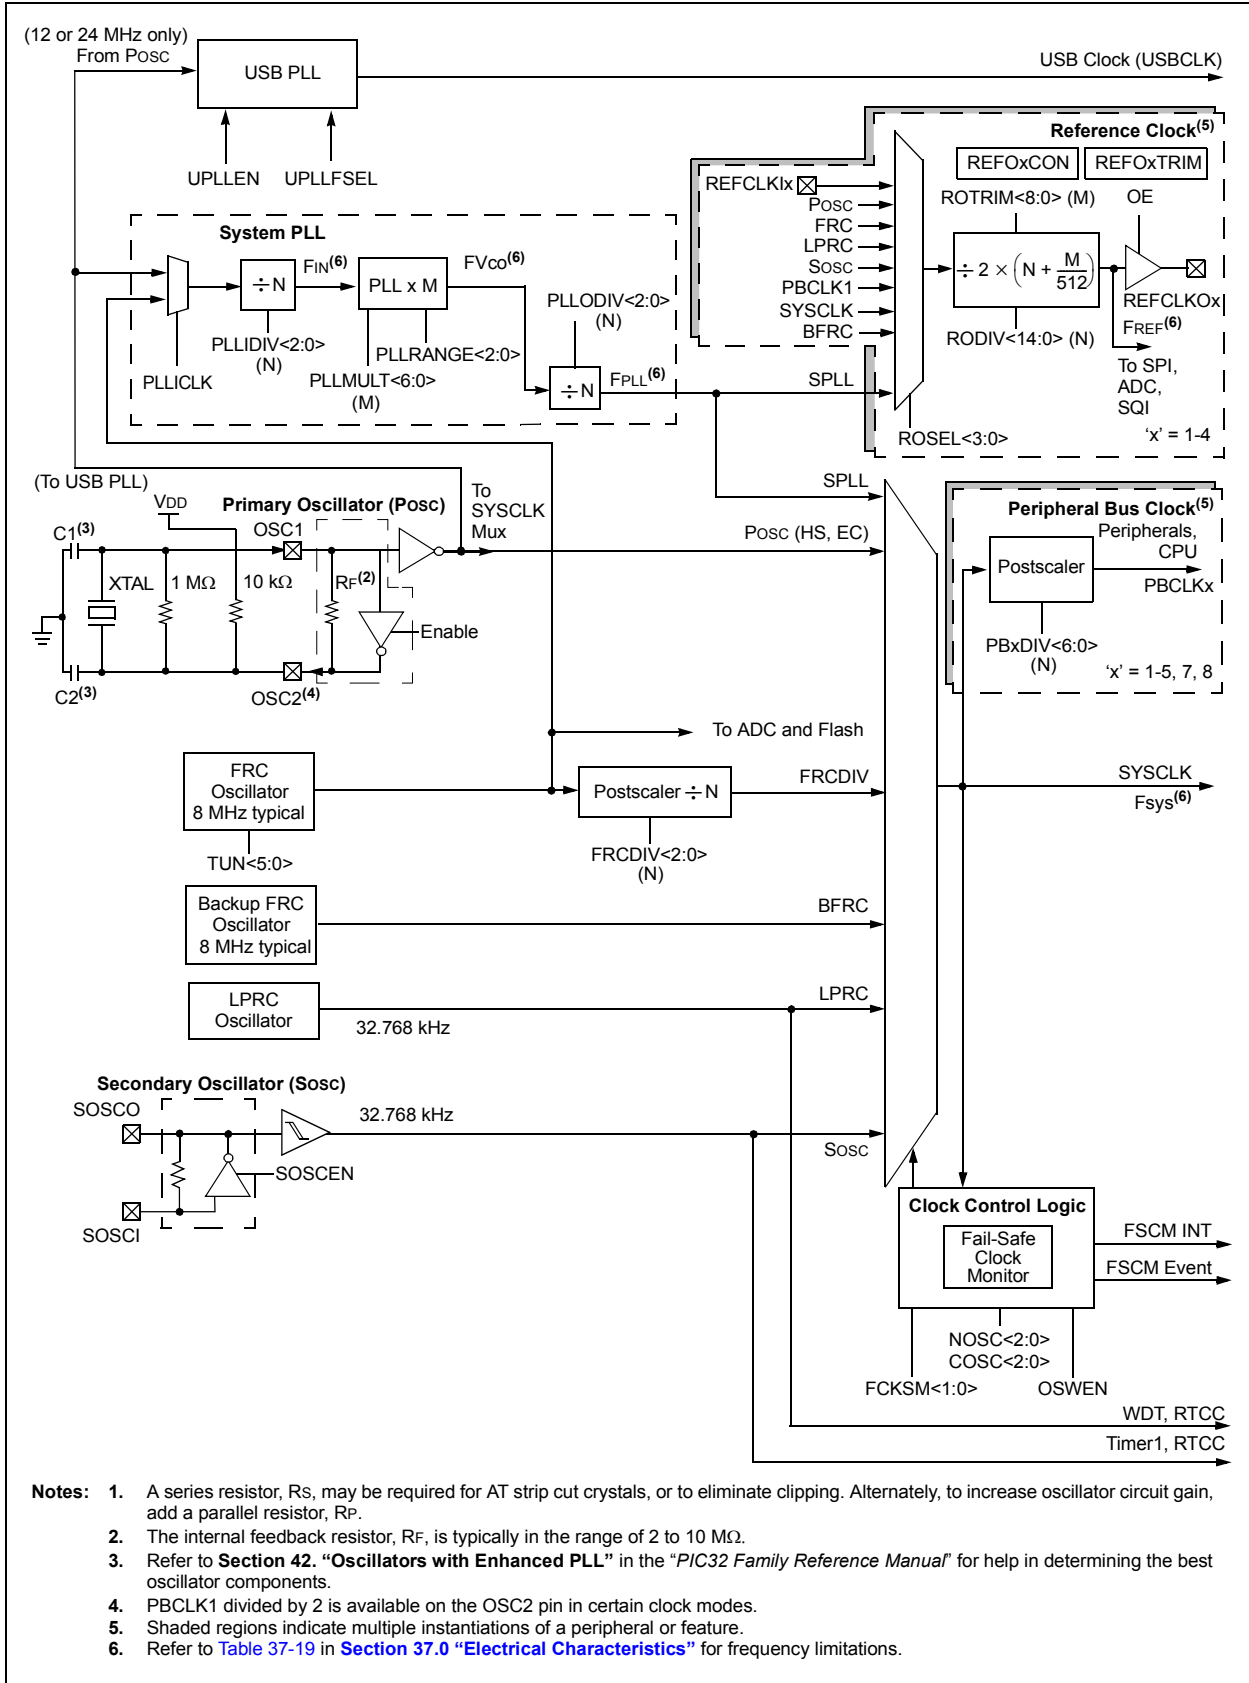 (12 or 24 MHz only)
From POSC
USB PLL
USB Clock (USBCLK)
UPLLEN
UPLLFSEL
Reference Clock(5)
REFOxCON
REFOxTRIM
REFCLKIx
POSC
FRC
LPRC
SOSC
PBCLK1
SYSCLK
BFRC
ROTRIM<8:0> (M)
OE
÷ 2 × (N + M/512)
REFCLKOx
RODIV<14:0> (N)
FREF(6)
To SPI,
ADC,
SQI
ROSEL<3:0>
'x' = 1-4
System PLL
FIN(6)
FVco(6)
÷ N
PLL x M
PLLODIV<2:0>
(N)
PLLIDIV<2:0>
(N)
PLLRANGE<2:0>
PLLICLK
PLLMULT<6:0>
(M)
÷ N
FPLL(6)
SPLL
(To USB PLL)
VDD
Primary Oscillator (POSC)
To
SYSCLK
Mux
SPLL
C1(3)
OSC1
POSC (HS, EC)
XTAL
1 MΩ
10 kΩ
RF(2)
Enable
C2(3)
OSC2(4)
Peripheral Bus Clock(5)
Peripherals,
CPU
Postscaler
PBCLKx
PBxDIV<6:0>
(N)
'x' = 1-5, 7, 8
To ADC and Flash
FRC
Oscillator
8 MHz typical
Postscaler ÷ N
FRCDIV
SYSCLK
Fsys(6)
TUN<5:0>
FRCDIV<2:0>
(N)
Backup FRC
Oscillator
8 MHz typical
BFRC
LPRC
Oscillator
32.768 kHz
LPRC
Secondary Oscillator (SOSC)
SOSCO
32.768 kHz
SOSC
SOSCEN
SOSCI
Clock Control Logic
Fail-Safe
Clock
Monitor
FSCM INT
FSCM Event
NOSC<2:0>
COSC<2:0>
FCKSM<1:0>
OSWEN
WDT, RTCC
Timer1, RTCC
Notes: 1. A series resistor, RS, may be required for AT strip cut crystals, or to eliminate clipping. Alternately, to increase oscillator circuit gain,
add a parallel resistor, RP.
2. The internal feedback resistor, RF, is typically in the range of 2 to 10 MΩ.
3. Refer to Section 42. "Oscillators with Enhanced PLL" in the "PIC32 Family Reference Manual" for help in determining the best
oscillator components.
4. PBCLK1 divided by 2 is available on the OSC2 pin in certain clock modes.
5. Shaded regions indicate multiple instantiations of a peripheral or feature.
6. Refer to Table 37-19 in Section 37.0 "Electrical Characteristics" for frequency limitations.